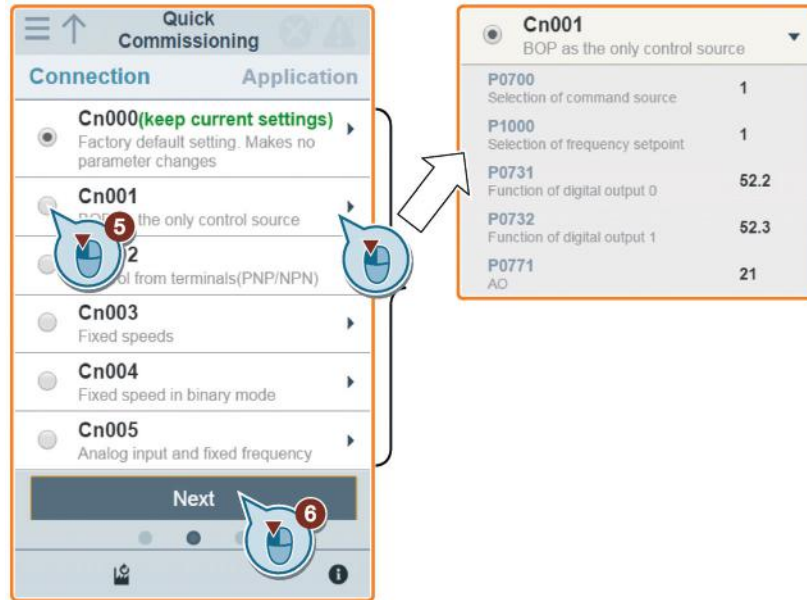 Quick
Commissioning
Connection
Application
Cn000(keep current settings)
Factory default setting. Makes no
parameter changes
Cn001
the only control source
5
2
from terminals(PNP/NPN)
Cn003
Fixed speeds
Cn004
Fixed speed in binary mode
Cn005
Analog input and fixed frequency
Next
6
Cn001
BOP as the only control source
P0700
Selection of command source
1
P1000
Selection of frequency setpoint
1
P0731
Function of digital output 0
52.2
P0732
Function of digital output 1
52.3
P0771
AO
21